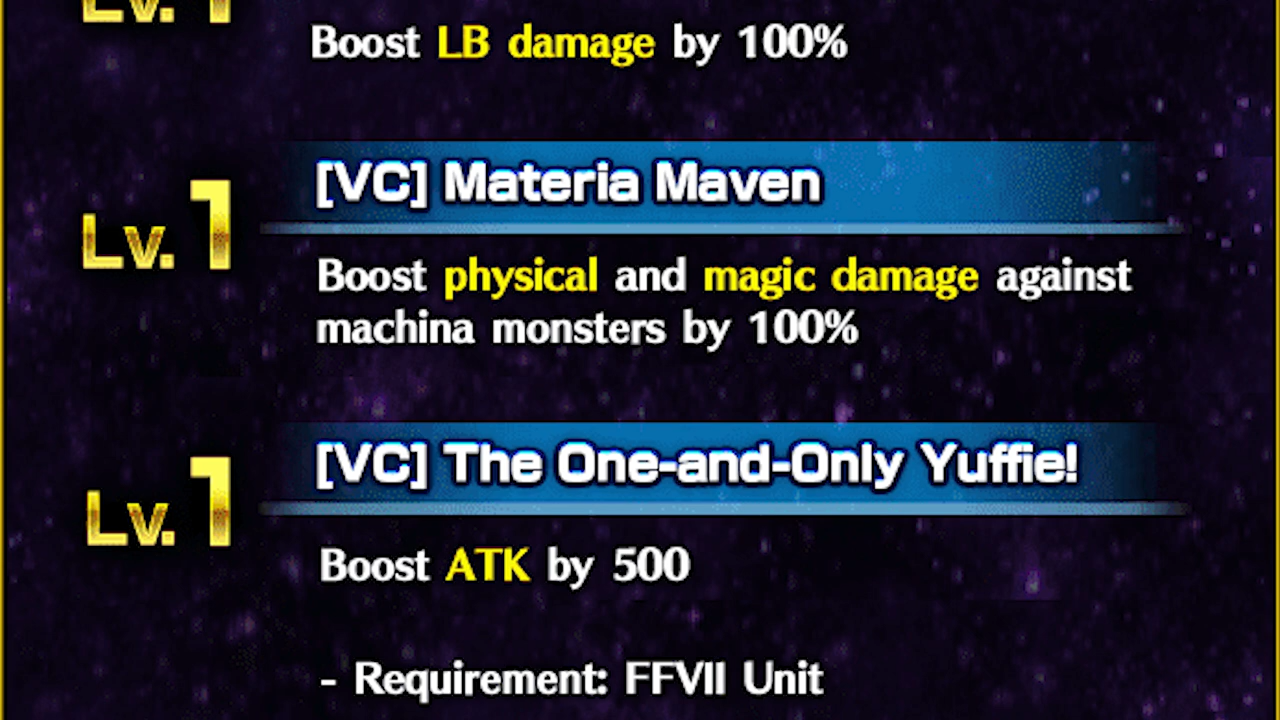 Lv. 1
Boost LB damage by 100%
[VC] Materia Maven
Lv. 1
Boost physical and magic damage against
machina monsters by 100%
[VC] The One-and-Only Yuffie!
Lv. 1
Boost ATK by 500
- Requirement: FFVII Unit